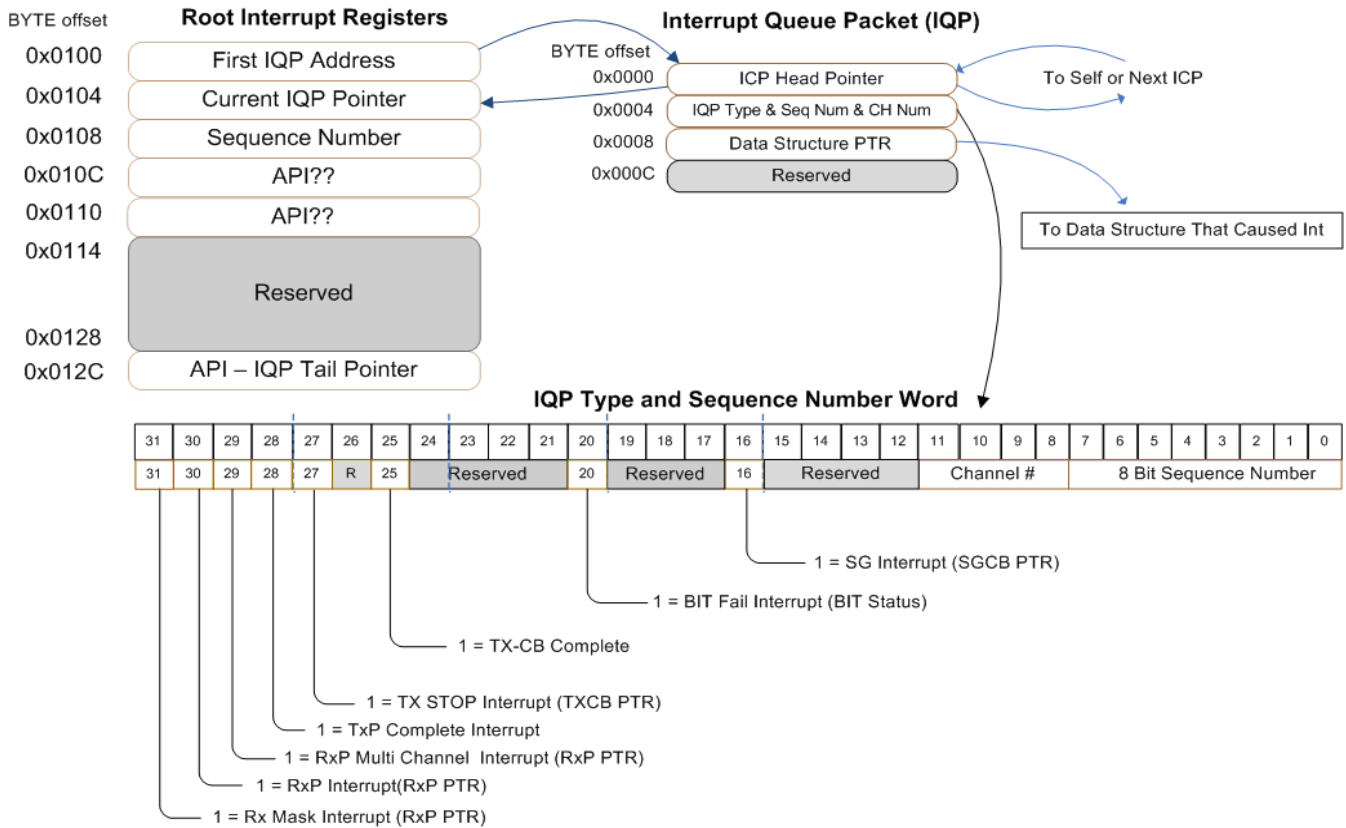 Root Interrupt Registers
BYTE offset
0x0100
First IQP Address
0x0104
Current IQP Pointer
0x0108
Sequence Number
0x010C
API??
0x0110
API??
0x0114
Reserved
0x0128
0x012C
API – IQP Tail Pointer
Interrupt Queue Packet (IQP)
BYTE offset
0x0000
ICP Head Pointer
To Self or Next ICP
0x0004
IQP Type & Seq Num & CH Num
0x0008
Data Structure PTR
0x000C
Reserved
To Data Structure That Caused Int
IQP Type and Sequence Number Word
31 30 29 28 27 26 25 24 23 22 21 20 19 18 17 16 15 14 13 12 11 10 9 8 7 6 5 4 3 2 1 0
31 30 29 28 27 R 25 Reserved 20 Reserved 16 Reserved Channel # 8 Bit Sequence Number
1 = SG Interrupt (SGCB PTR)
1 = BIT Fail Interrupt (BIT Status)
1 = TX-CB Complete
1 = TX STOP Interrupt (TXCB PTR)
1 = TxP Complete Interrupt
1 = RxP Multi Channel Interrupt (RxP PTR)
1 = RxP Interrupt(RxP PTR)
1 = Rx Mask Interrupt (RxP PTR)